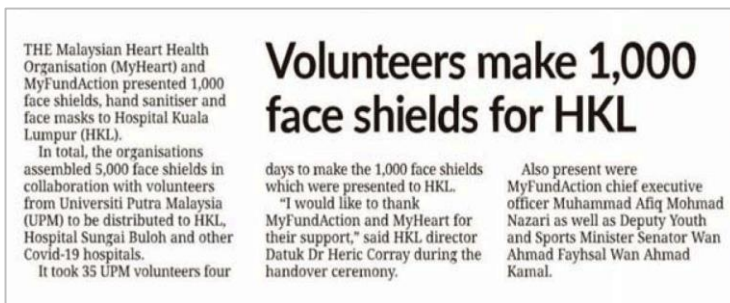 Volunteers make 1,000
face shields for HKL
THE Malaysian Heart Health
Organisation (MyHeart) and
MyFundAction presented 1,000
face shields, hand sanitiser and
face masks to Hospital Kuala
Lumpur (HKL).
In total, the organisations
assembled 5,000 face shields in
collaboration with volunteers
from Universiti Putra Malaysia
(UPM) to be distributed to HKL,
Hospital Sungai Buloh and other
Covid-19 hospitals.
It took 35 UPM volunteers four
days to make the 1,000 face shields
which were presented to HKL.
"I would like to thank
MyFundAction and MyHeart for
their support," said HKL director
Datuk Dr Heric Corray during the
handover ceremony.
Also present were
MyFundAction chief executive
officer Muhammad Afiq Mohmad
Nazari as well as Deputy Youth
and Sports Minister Senator Wan
Ahmad Fayhsal Wan Ahmad
Kamal.